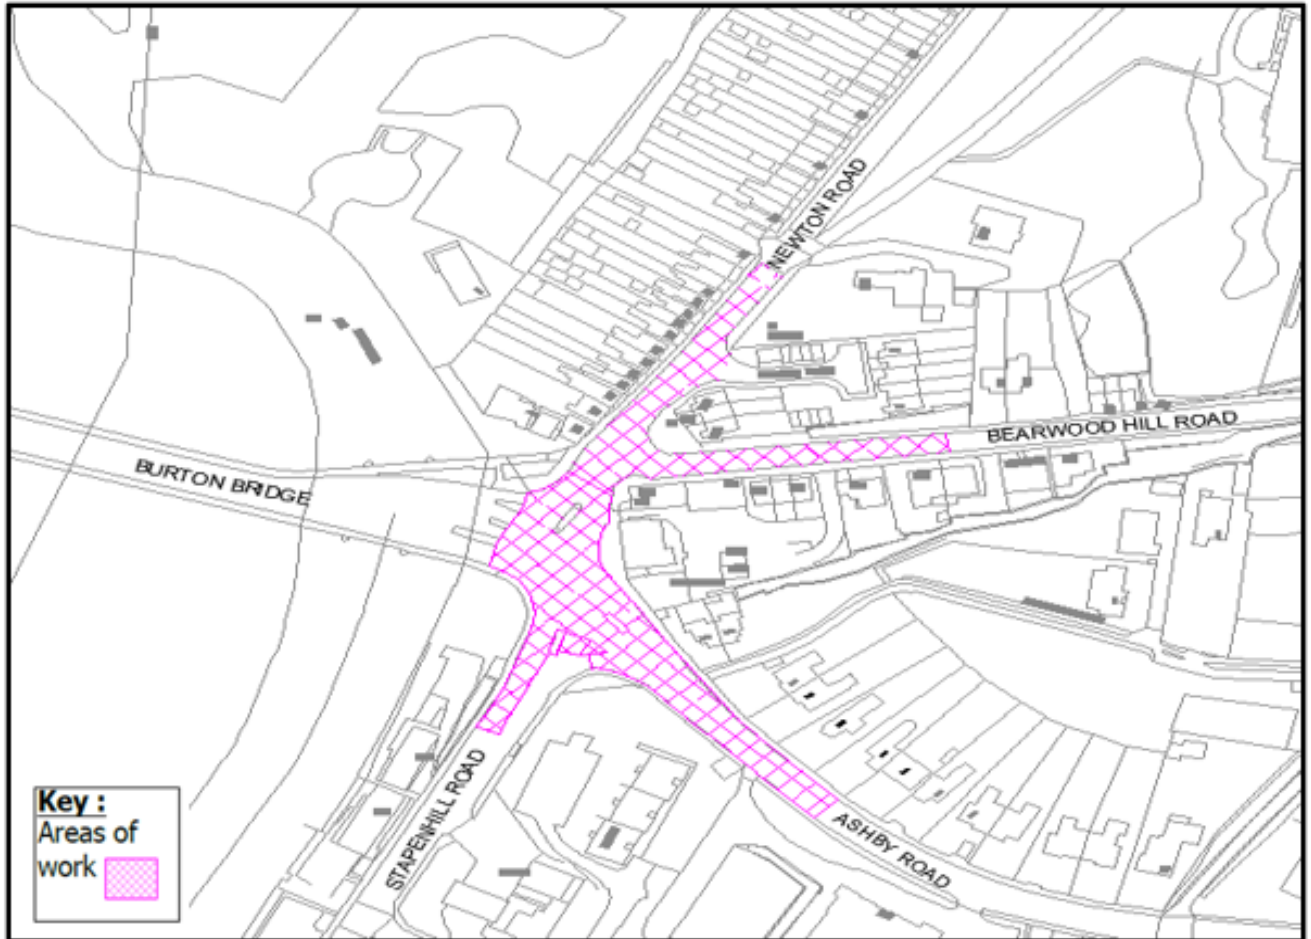 NEWTON ROAD
BEARWOOD HILL ROAD
BURTON BRIDGE
STAPENHILL ROAD
ASHBY ROAD
Key :
Areas of
work